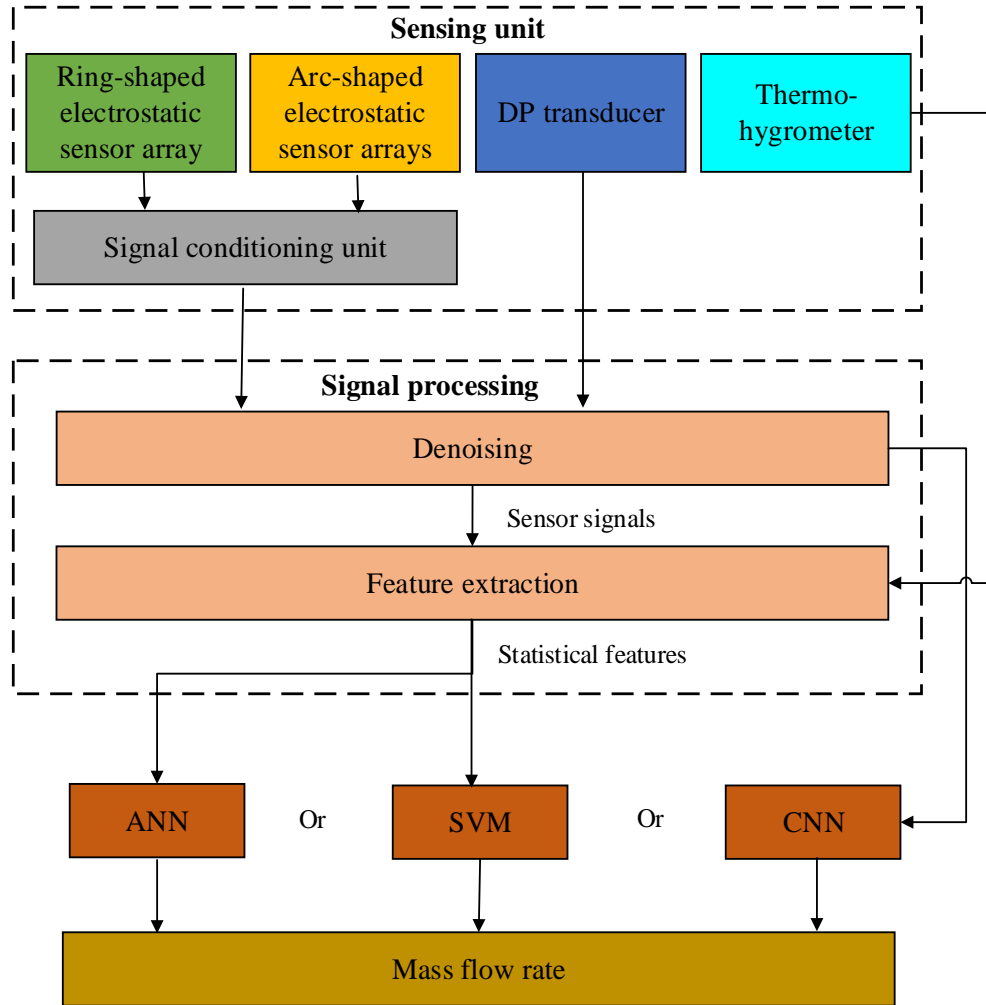 Sensing unit
Ring-shaped
electrostatic
sensor array
Arc-shaped
electrostatic
sensor arrays
DP transducer
Thermo-
hygrometer
Signal conditioning unit
Signal processing
Denoising
Sensor signals
Feature extraction
Statistical features
ANN
Or
SVM
Or
CNN
Mass flow rate